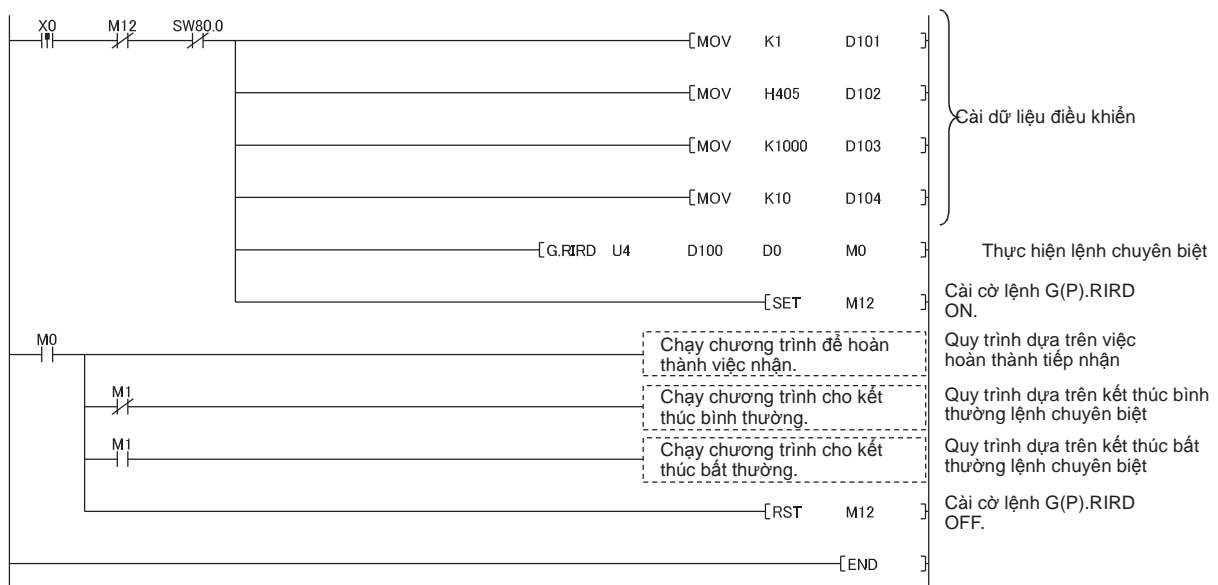 X0 M12 SW80.0
MOV K1 D101
MOV H405 D102
MOV K1000 D103
MOV K10 D104
Cài dữ liệu điều khiển
G.RIRD U4 D100 D0 M0 Thực hiện lệnh chuyên biệt
SET M12 Cài cờ lệnh G(P).RIRD
ON.
M0
Chạy chương trình để hoàn
thành việc nhận.
Quy trình dựa trên việc
hoàn thành tiếp nhận
M1
Chạy chương trình cho kết
thúc bình thường.
Quy trình dựa trên kết thúc bình
thường lệnh chuyên biệt
M1
Chạy chương trình cho kết
thúc bất thường.
Quy trình dựa trên kết thúc bất
thường lệnh chuyên biệt
RST M12 Cài cờ lệnh G(P).RIRD
OFF.
END